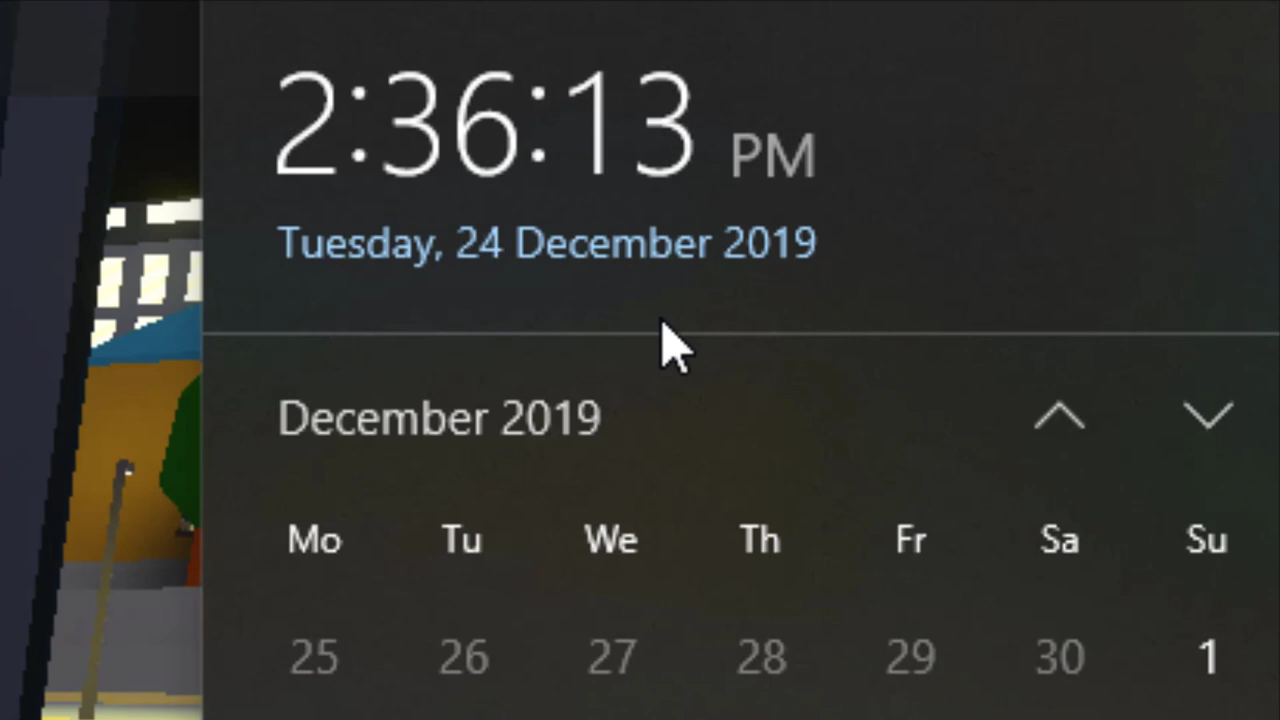 2:36:13 PM
Tuesday, 24 December 2019
December 2019
Mo Tu We Th Fr Sa Su
25 26 27 28 29 30 1